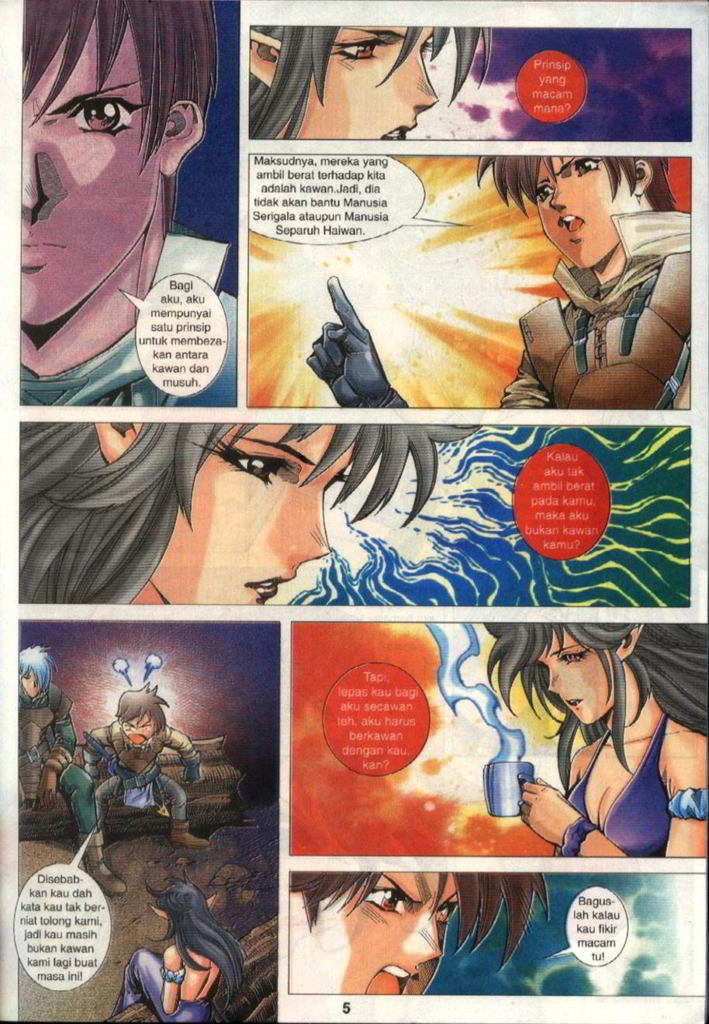 Bagi
aku, aku
mempunyai
satu prinsip
untuk membeza-
kan antara
kawan dan
musuh.
Prinsip
yang
macam
mana?
Maksudnya, mereka yang
ambil berat terhadap kita
adalah kawan.Jadi, dia
tidak akan bantu Manusia
Serigala ataupun Manusia
Separuh Haiwan.
Kalau
aku tak
ambil berat
pada kamu,
maka aku
bukan kawan
kamu?
Disebab-
kan kau dah
kata kau tak ber-
niat tolong kami,
jadi kau masih
bukan kawan
kami lagi buat
masa ini!
Tapi,
lepas kau bagi
aku secawan
teh, aku harus
berkawan
dengan kau,
kan?
Bagus-
lah kalau
kau fikir
macam
tu!
5